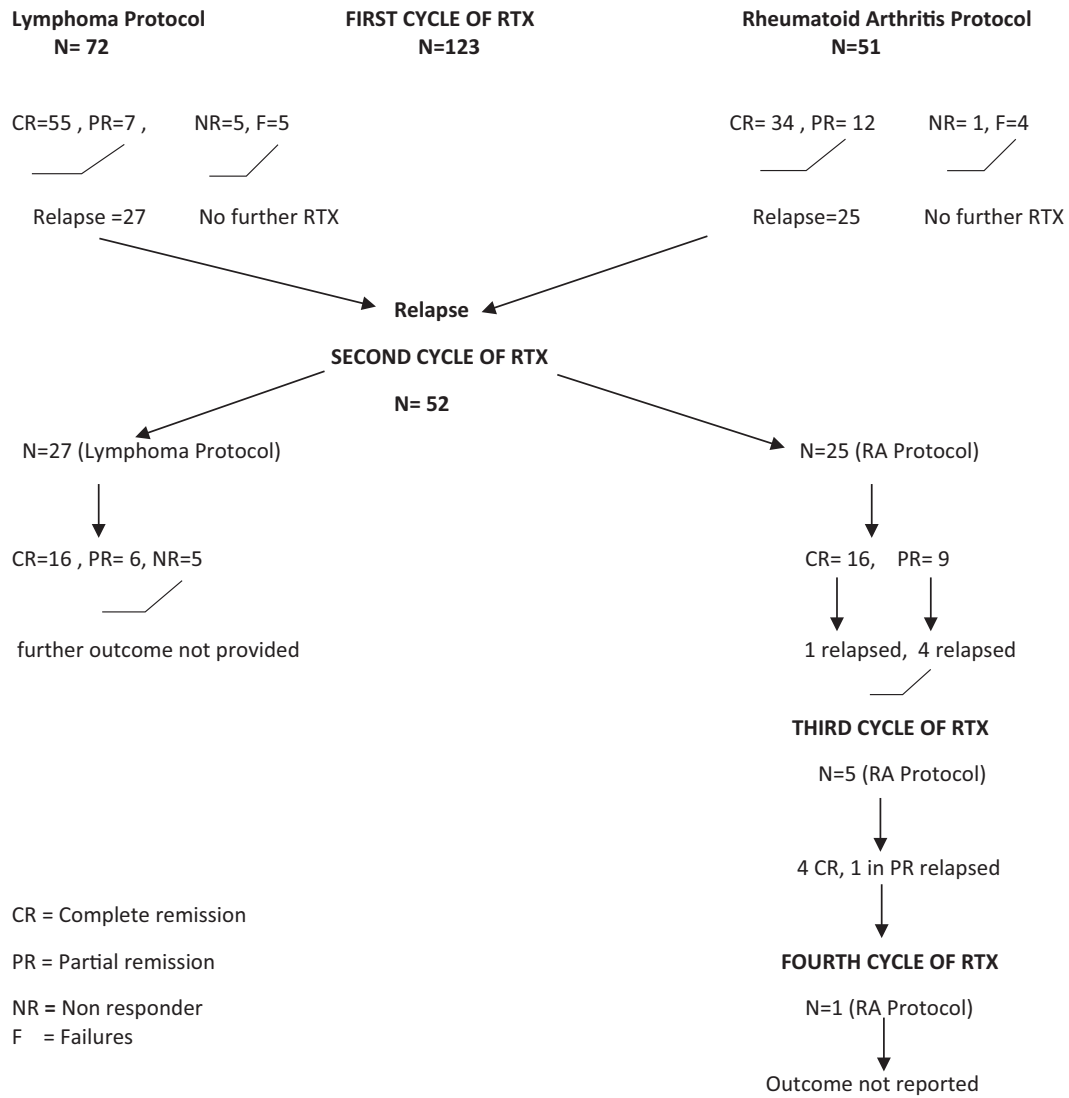 Lymphoma Protocol FIRST CYCLE OF RTX Rheumatoid Arthritis Protocol
N= 72 N=123 N=51
CR=55 , PR=7 , NR=5, F=5 CR= 34 , PR= 12 NR= 1, F=4
Relapse =27 No further RTX Relapse=25 No further RTX
Relapse
SECOND CYCLE OF RTX
N= 52
N=27 (Lymphoma Protocol) N=25 (RA Protocol)
CR=16 , PR= 6, NR=5 CR= 16, PR= 9
further outcome not provided 1 relapsed, 4 relapsed
THIRD CYCLE OF RTX
N=5 (RA Protocol)
4 CR, 1 in PR relapsed
CR = Complete remission
PR = Partial remission FOURTH CYCLE OF RTX
NR = Non responder N=1 (RA Protocol)
F = Failures
Outcome not reported